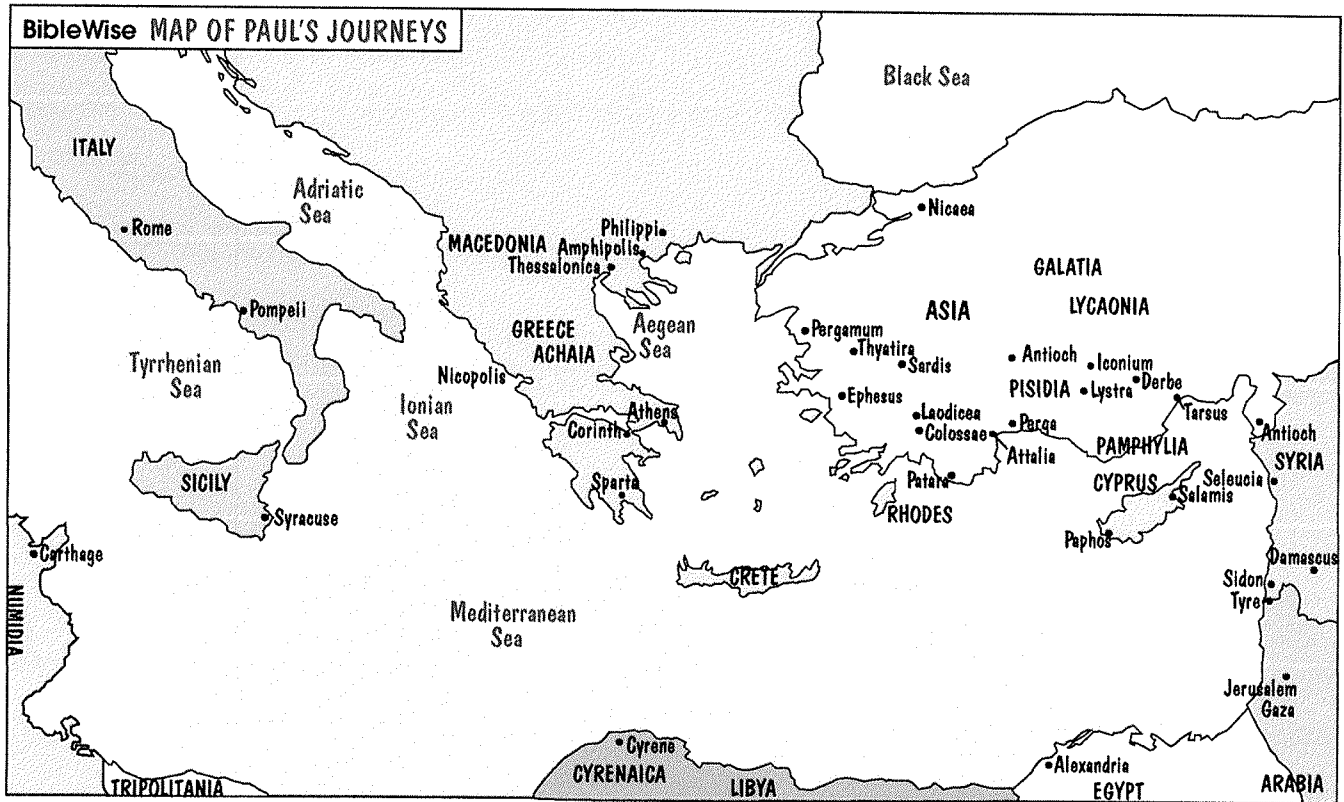 BibleWise MAP OF PAUL'S JOURNEYS
Black Sea
ITALY
Adriatic
Sea
Rome
Nicaea
Philippi
MACEDONIA
Amphipolis
Thessalonica
GALATIA
LYCAONIA
ASIA
Pompeii
GREECE
ACHAIA
Aegean
Sea
Pergamum
Thyatira
Sardis
Antioch
Iconium
Tyrrhenian
Sea
Nicopolis
PISIDIA
Lystra
Derbe
Ionian
Sea
Ephesus
Athens
Corinth
Laodicea
Colossae
Perga
Tarsus
Antioch
PAMPHYLIA
Attalia
SYRIA
SICILY
Sparta
Patara
CYPRUS
Seleucia
Salamis
RHODES
Syracuse
Paphos
Carthage
CRETE
Damascus
Sidon
Tyre
NUMIDIA
Mediterranean
Sea
Jerusalem
Gaza
Cyrene
CYRENAICA
LIBYA
TRIPOLITANIA
Alexandria
EGYPT
ARABIA